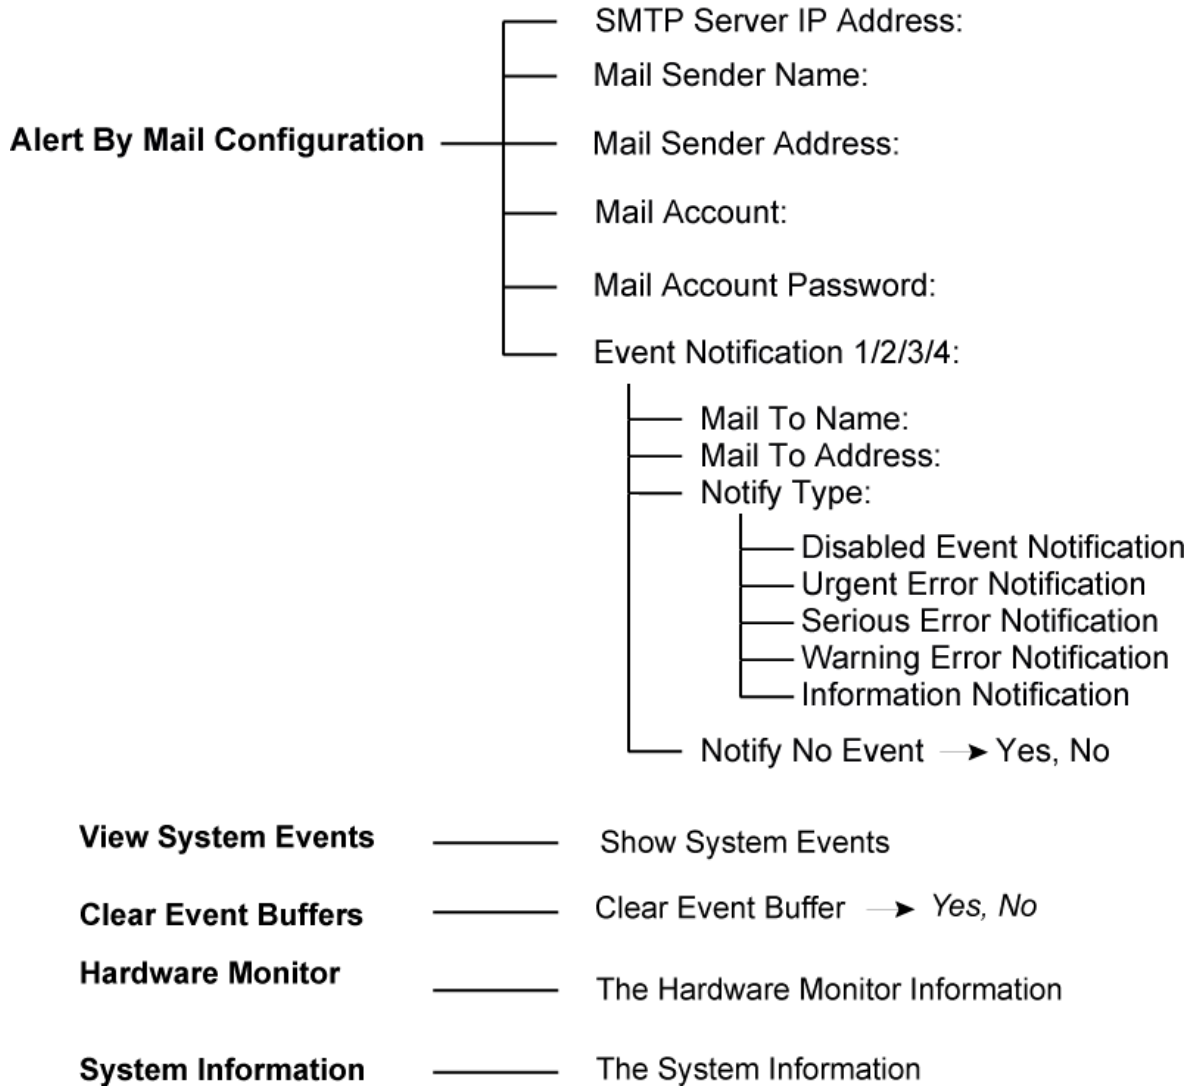 SMTP Server IP Address:
Mail Sender Name:
Alert By Mail Configuration
Mail Sender Address:
Mail Account:
Mail Account Password:
Event Notification 1/2/3/4:
Mail To Name:
Mail To Address:
Notify Type:
Disabled Event Notification
Urgent Error Notification
Serious Error Notification
Warning Error Notification
Information Notification
Notify No Event → Yes, No
View System Events
Show System Events
Clear Event Buffers
Clear Event Buffer → Yes, No
Hardware Monitor
The Hardware Monitor Information
System Information
The System Information